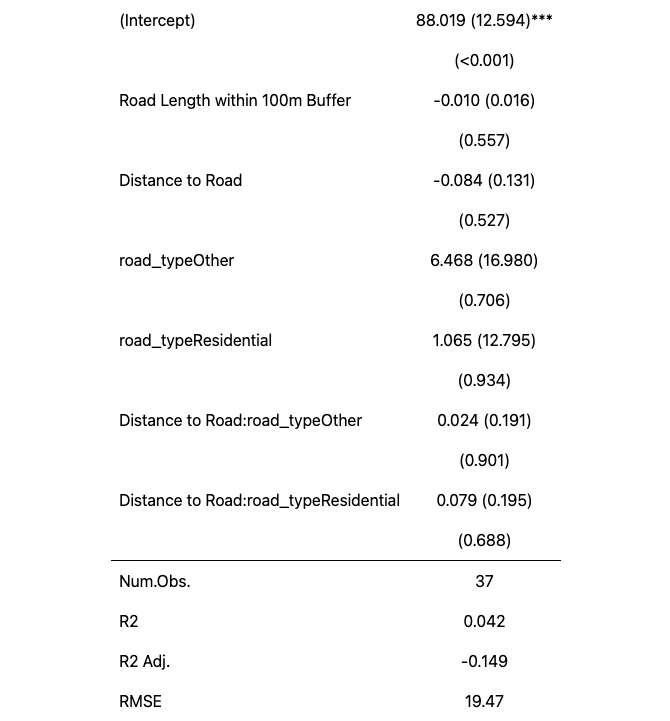 (Intercept) 88.019 (12.594)***
(<0.001)
Road Length within 100m Buffer -0.010 (0.016)
(0.557)
Distance to Road -0.084 (0.131)
(0.527)
road_typeOther 6.468 (16.980)
(0.706)
road_typeResidential 1.065 (12.795)
(0.934)
Distance to Road:road_typeOther 0.024 (0.191)
(0.901)
Distance to Road:road_typeResidential 0.079 (0.195)
(0.688)
Num.Obs. 37
R2 0.042
R2 Adj. -0.149
RMSE 19.47